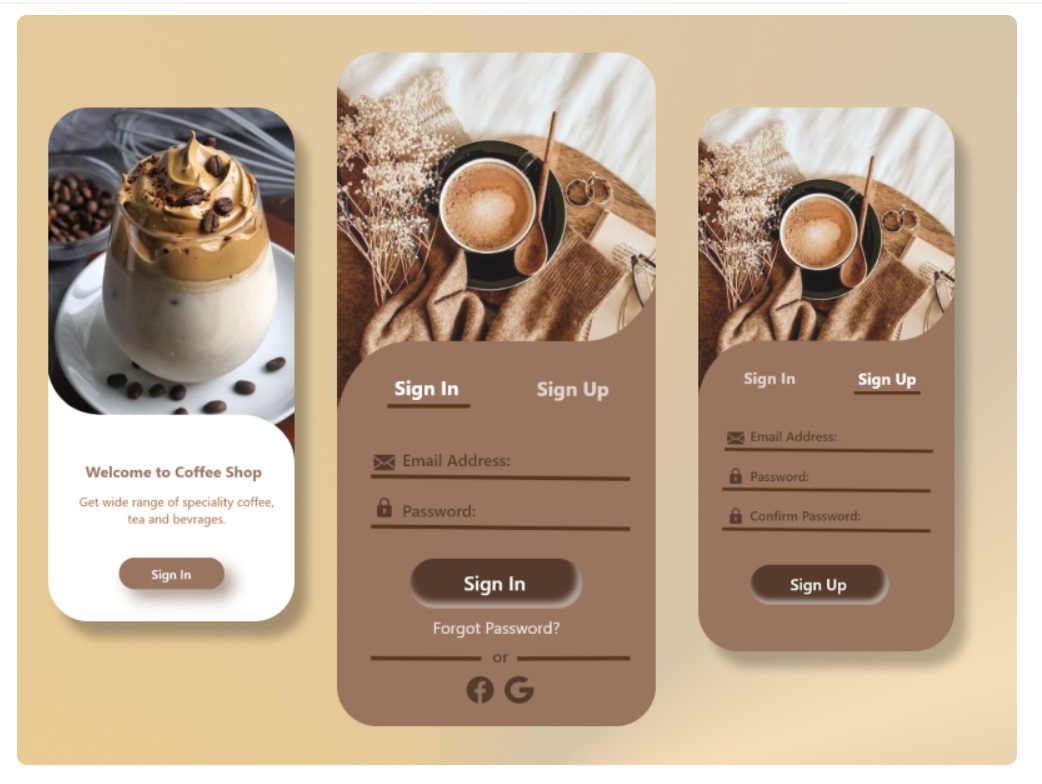 Welcome to Coffee Shop
Get wide range of speciality coffee,
tea and bevrages.
Sign In
Sign In Sign Up
Email Address:
Password:
Sign In
Forgot Password?
or
Sign In Sign Up
Email Address:
Password:
Confirm Password:
Sign Up